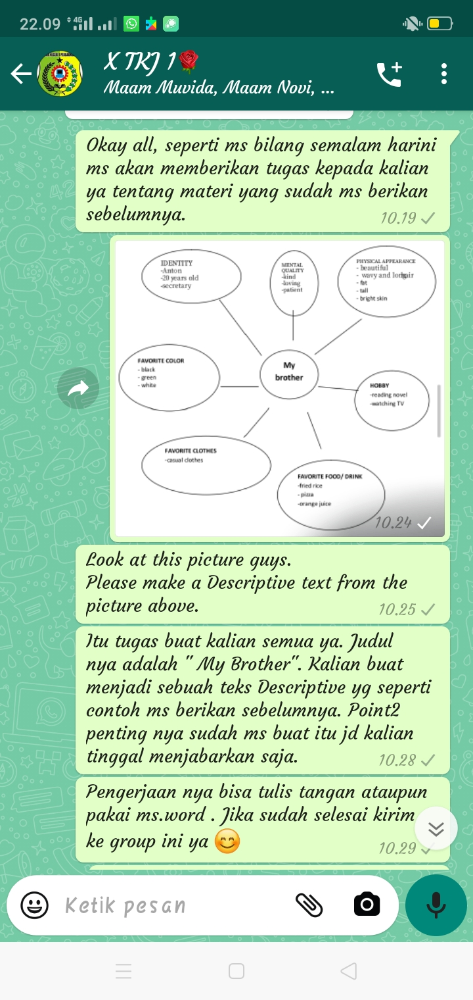 22.09
4G
X TKJ 1🌹
Maam Muvida, Maam Novi, ...
Okay all, seperti ms bilang semalam harini
ms akan memberikan tugas kepada kalian
ya tentang materi yang sudah ms berikan
sebelumnya.
10.19
IDENTITY
-Anton
-20 years old
-secretary
MENTAL
QUALITY
-kind
-loving
-patient
PHYSICAL APPEARANCE
- beautiful
- wavy and long
- fat
- tall
- bright skin
FAVORITE COLOR
- black
- green
- white
My
brother
HOBBY
-reading novel
-watching TV
FAVORITE CLOTHES
-casual clothes
FAVORITE FOOD/ DRINK
-fried rice
- pizza
-orange juice
10.24
Look at this picture guys.
Please make a Descriptive text from the
picture above.
10.25
Itu tugas buat kalian semua ya. Judul
nya adalah " My Brother". Kalian buat
menjadi sebuah teks Descriptive yg seperti
contoh ms berikan sebelumnya. Point2
penting nya sudah ms buat itu jd kalian
tinggal menjabarkan saja.
10.28
Pengerjaan nya bisa tulis tangan ataupun
pakai ms.word . Jika sudah selesai kirim
ke group ini ya 😊
10.29
Ketik pesan